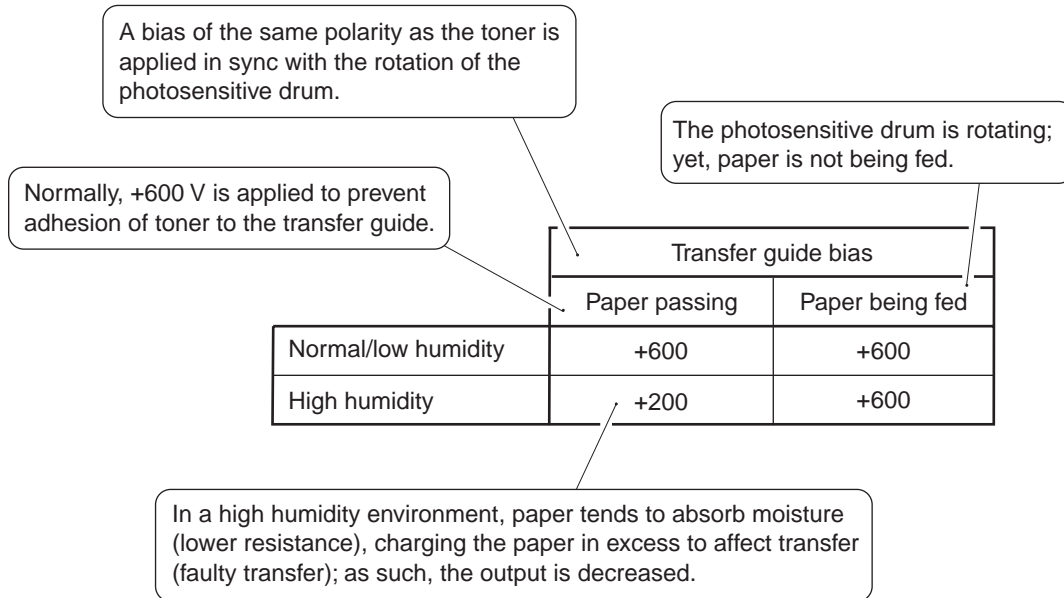 A bias of the same polarity as the toner is
applied in sync with the rotation of the
photosensitive drum.
The photosensitive drum is rotating;
yet, paper is not being fed.
Normally, +600 V is applied to prevent
adhesion of toner to the transfer guide.
Transfer guide bias
Paper passing Paper being fed
Normal/low humidity +600 +600
High humidity +200 +600
In a high humidity environment, paper tends to absorb moisture
(lower resistance), charging the paper in excess to affect transfer
(faulty transfer); as such, the output is decreased.